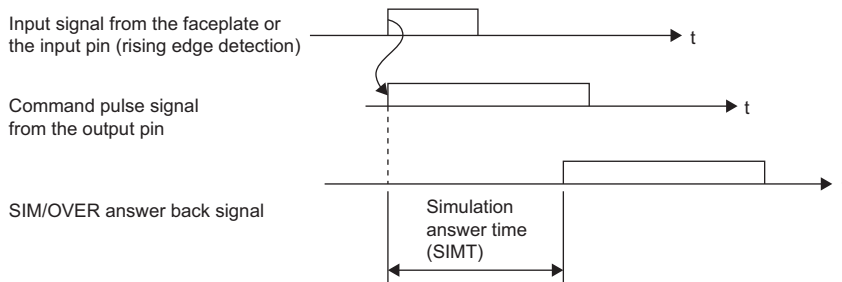 Input signal from the faceplate or
the input pin (rising edge detection)
t
Command pulse signal
from the output pin
t
SIM/OVER answer back signal
Simulation
answer time
(SIMT)